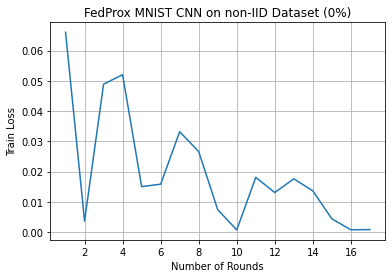 FedProx MNIST CNN on non-IID Dataset (0%)
0.06
0.05
0.04
0.03
0.02
0.01
0.00
Train Loss
2 4 6 8 10 12 14 16
Number of Rounds